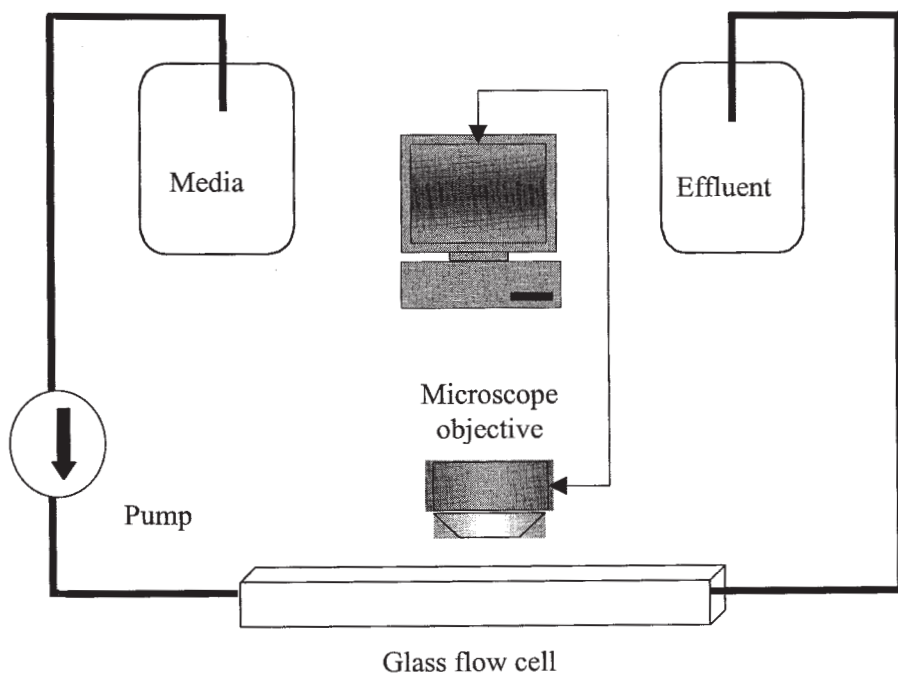 Media
Effluent
Microscope
objective
Pump
Glass flow cell